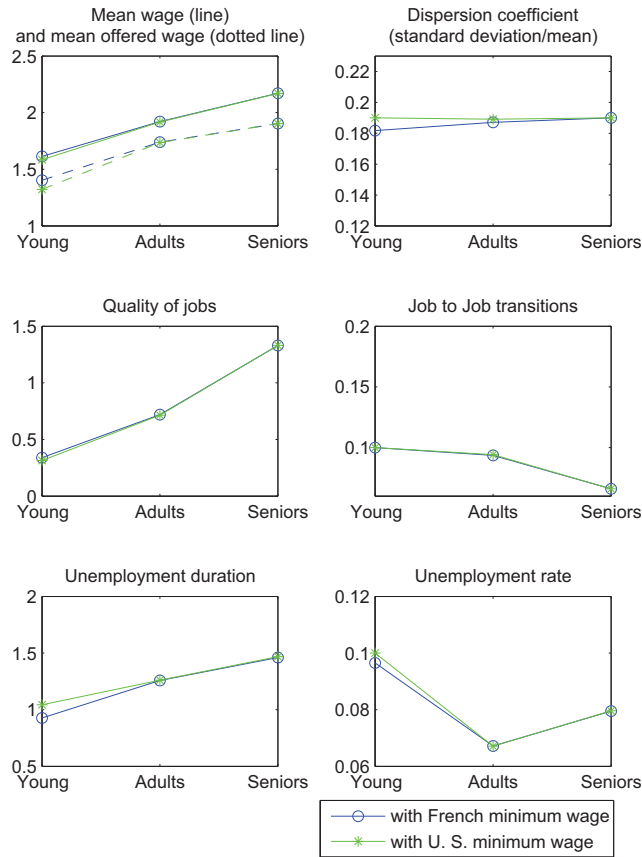 Mean wage (line)
and mean offered wage (dotted line)
2.5
2
1.5
1
Young Adults Seniors
Dispersion coefficient
(standard deviation/mean)
0.22
0.2
0.18
0.16
0.14
0.12
Young Adults Seniors
Quality of jobs
1.5
1
0.5
0
Young Adults Seniors
Job to Job transitions
0.2
0.15
0.1
Young Adults Seniors
Unemployment duration
2
1.5
1
0.5
Young Adults Seniors
Unemployment rate
0.12
0.1
0.08
0.06
Young Adults Seniors
with French minimum wage
with U. S. minimum wage